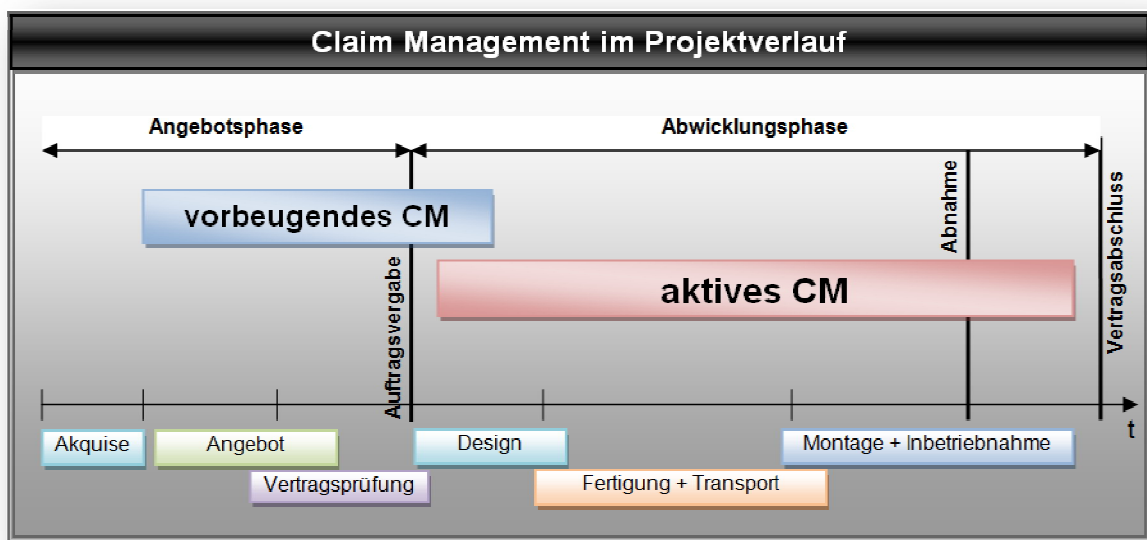 Claim Management im Projektverlauf
Angebotsphase
Abwicklungsphase
vorbeugendes CM
aktives CM
Auftragsvergabe
Abnahme
Vertragsabschluss
t
Akquise
Angebot
Vertragsprüfung
Design
Fertigung + Transport
Montage + Inbetriebnahme